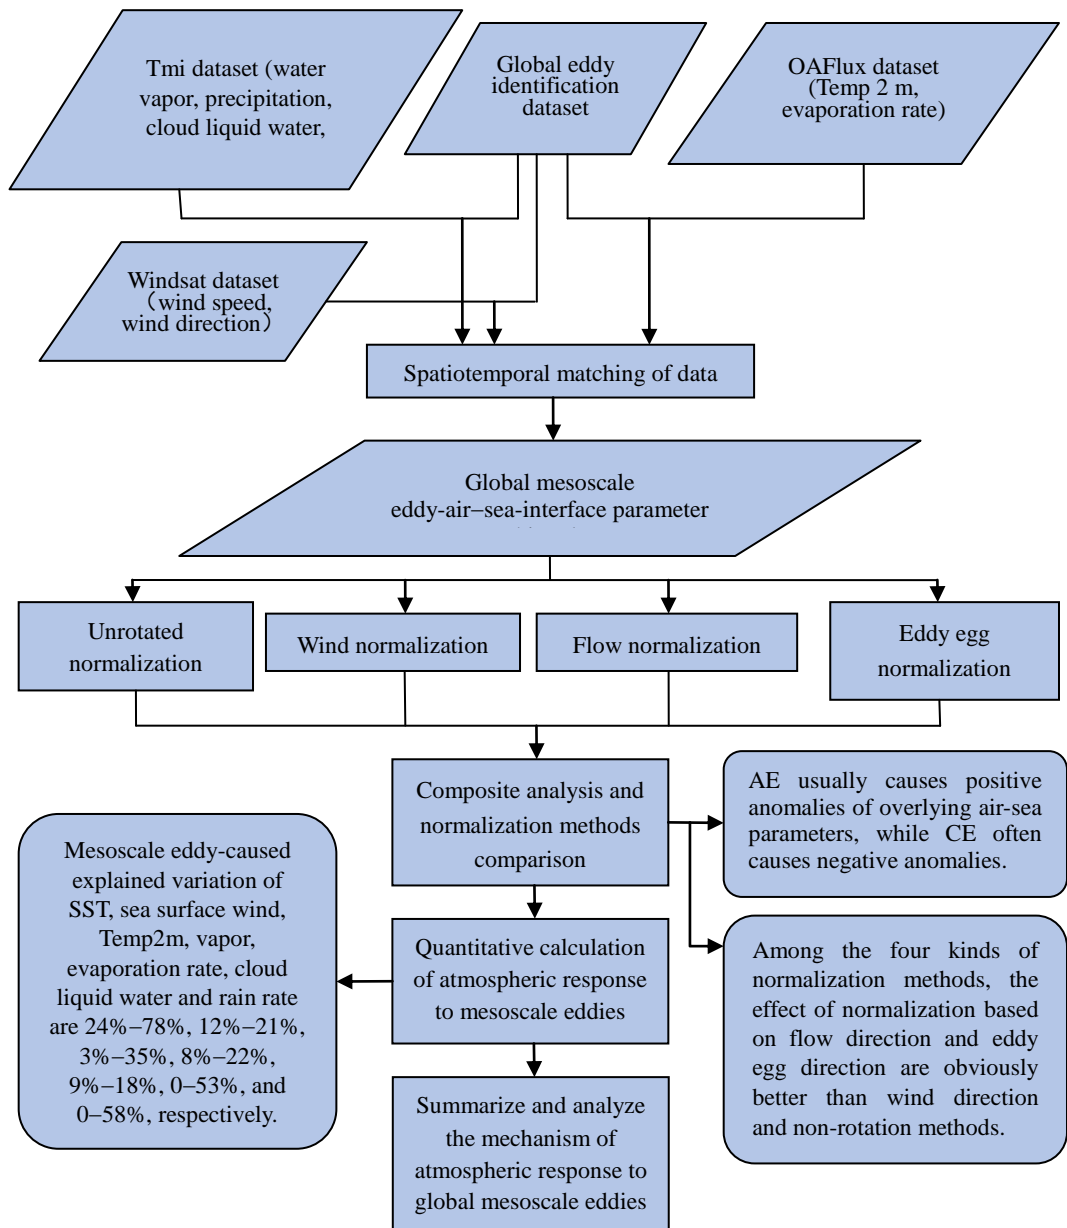 Tmi dataset (water
vapor, precipitation,
cloud liquid water,
Global eddy
identification
dataset
OAFlux dataset
(Temp 2 m,
evaporation rate)
Windsat dataset
（wind speed,
wind direction）
Spatiotemporal matching of data
Global mesoscale
eddy-air−sea-interface parameter
Unrotated
normalization
Wind normalization
Flow normalization
Eddy egg
normalization
Composite analysis and
normalization methods
comparison
AE usually causes positive
anomalies of overlying air-sea
parameters, while CE often
causes negative anomalies.
Mesoscale eddy-caused
explained variation of
SST, sea surface wind,
Temp2m, vapor,
evaporation rate, cloud
liquid water and rain rate
are 24%−78%, 12%−21%,
3%−35%, 8%−22%,
9%−18%, 0−53%, and
0−58%, respectively.
Quantitative calculation
of atmospheric response
to mesoscale eddies
Among the four kinds of
normalization methods, the
effect of normalization based
on flow direction and eddy
egg direction are obviously
better than wind direction
and non-rotation methods.
Summarize and analyze
the mechanism of
atmospheric response to
global mesoscale eddies